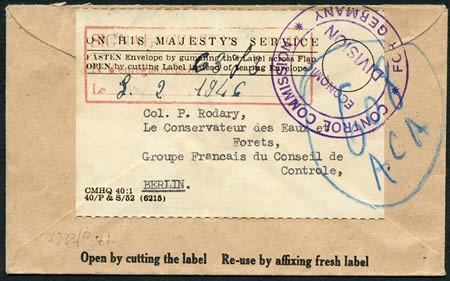 ON HIS MAJESTY'S SERVICE
FASTEN Envelope by gumming this Label across Flap
OPEN by cutting Label instead of tearing Envelope
Le 2 1946
Col. P. Rodary,
Le Conservateur des Eaux et
Forets,
Groupe Francais du Conseil de
Controle,
BERLIN.
CMHQ 40:1
40/P & S/52 (6215)
CONTROL COMMISSION FOR GERMANY
ECONOMIC
DIVISION
ACA
Open by cutting the label Re-use by affixing fresh label